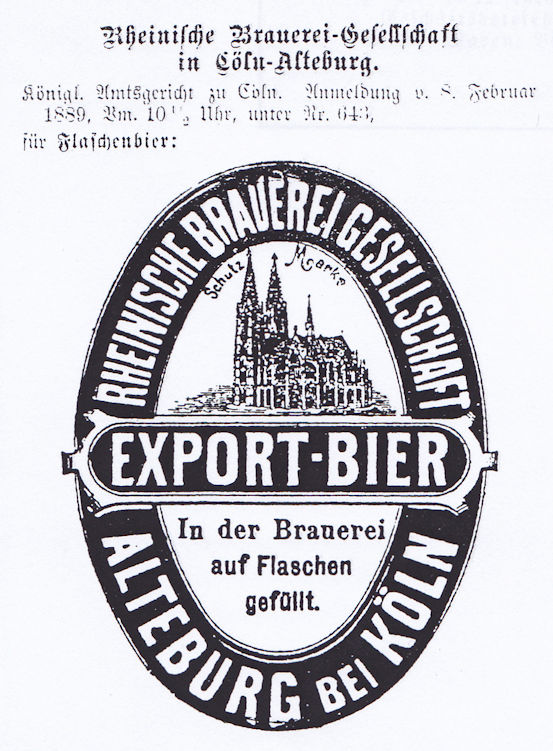 Rheinische Brauerei-Gesellschaft
in Cöln-Alteburg.
Königl. Amtsgericht zu Cöln. Anmeldung v. 8. Februar
1889, Vm. 10 1/2 Uhr, unter Nr. 643,
für Flaschenbier:
RHEINISCHE BRAUEREI GESELLSCHAFT
Schutz Marke
EXPORT-BIER
In der Brauerei
auf Flaschen
gefüllt.
ALTEBURG BEI KÖLN